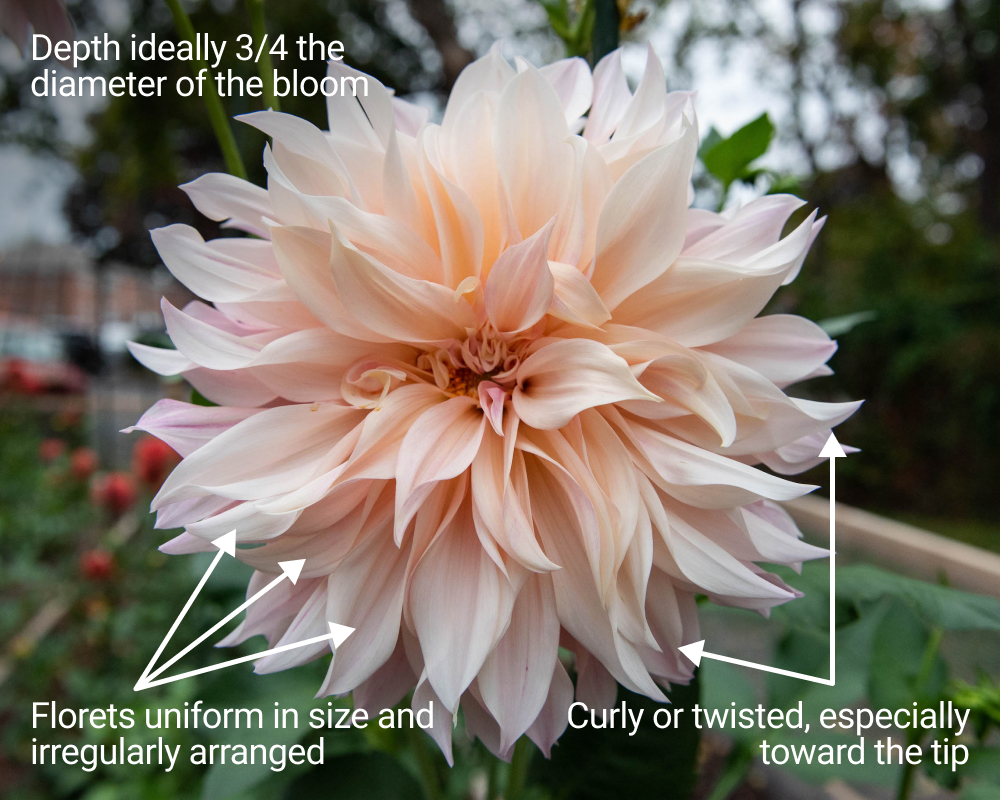 Depth ideally 3/4 the
diameter of the bloom
Florets uniform in size and
irregularly arranged
Curly or twisted, especially
toward the tip